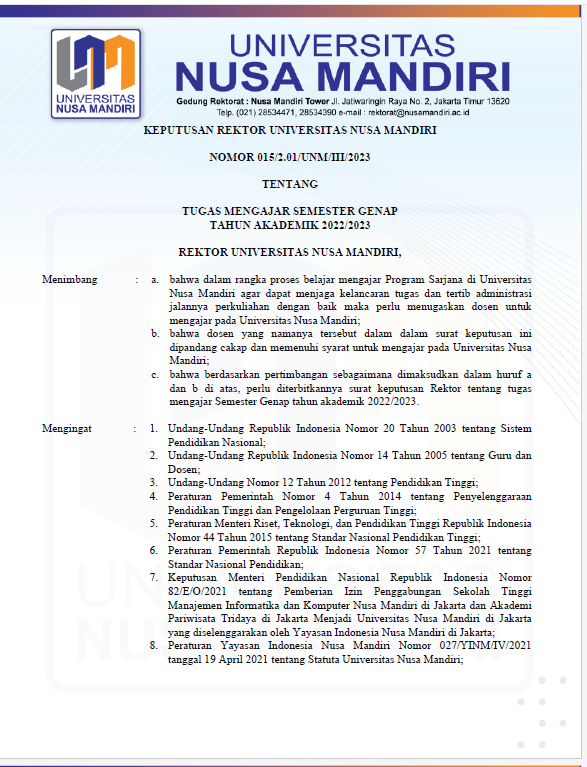 UNIVERSITAS
NUSA MANDIRI
UNIVERSITAS
NUSA MANDIRI
Gedung Rektorat : Nusa Mandiri Tower Jl. Jatiwaringin Raya No. 2, Jakarta Timur 13620
Telp. (021) 28534471, 28534390 e-mail : rektorat@nusamandiri.ac.id
KEPUTUSAN REKTOR UNIVERSITAS NUSA MANDIRI
NOMOR 015/2.01/UNM/III/2023
TENTANG
TUGAS MENGAJAR SEMESTER GENAP
TAHUN AKADEMIK 2022/2023
REKTOR UNIVERSITAS NUSA MANDIRI,
Menimbang : a. bahwa dalam rangka proses belajar mengajar Program Sarjana di Universitas
Nusa Mandiri agar dapat menjaga kelancaran tugas dan tertib administrasi
jalannya perkuliahan dengan baik maka perlu menugaskan dosen untuk
mengajar pada Universitas Nusa Mandiri;
b. bahwa dosen yang namanya tersebut dalam dalam surat keputusan ini
dipandang cakap dan memenuhi syarat untuk mengajar pada Universitas Nusa
Mandiri;
c. bahwa berdasarkan pertimbangan sebagaimana dimaksudkan dalam huruf a
dan b di atas, perlu diterbitkannya surat keputusan Rektor tentang tugas
mengajar Semester Genap tahun akademik 2022/2023.
Mengingat : 1. Undang-Undang Republik Indonesia Nomor 20 Tahun 2003 tentang Sistem
Pendidikan Nasional;
2. Undang-Undang Republik Indonesia Nomor 14 Tahun 2005 tentang Guru dan
Dosen;
3. Undang-Undang Nomor 12 Tahun 2012 tentang Pendidikan Tinggi;
4. Peraturan Pemerintah Nomor 4 Tahun 2014 tentang Penyelenggaraan
Pendidikan Tinggi dan Pengelolaan Perguruan Tinggi;
5. Peraturan Menteri Riset, Teknologi, dan Pendidikan Tinggi Republik Indonesia
Nomor 44 Tahun 2015 tentang Standar Nasional Pendidikan Tinggi;
6. Peraturan Pemerintah Republik Indonesia Nomor 57 Tahun 2021 tentang
Standar Nasional Pendidikan;
7. Keputusan Menteri Pendidikan Nasional Republik Indonesia Nomor
82/E/O/2021 tentang Pemberian Izin Penggabungan Sekolah Tinggi
Manajemen Informatika dan Komputer Nusa Mandiri di Jakarta dan Akademi
Pariwisata Tridaya di Jakarta Menjadi Universitas Nusa Mandiri di Jakarta
yang diselenggarakan oleh Yayasan Indonesia Nusa Mandiri di Jakarta;
8. Peraturan Yayasan Indonesia Nusa Mandiri Nomor 027/YINM/IV/2021
tanggal 19 April 2021 tentang Statuta Universitas Nusa Mandiri;
UNIVERSITAS
NUSA MANDIRI